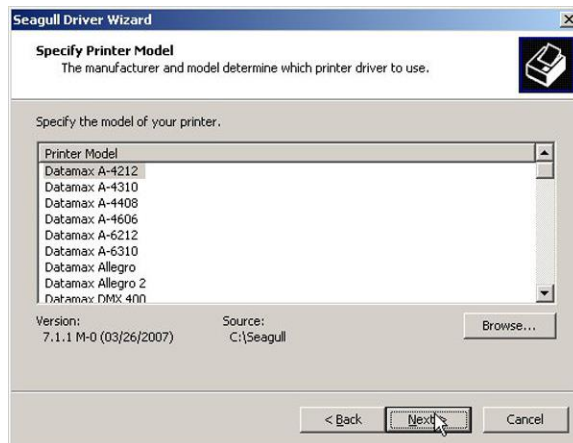 Seagull Driver Wizard
Specify Printer Model
The manufacturer and model determine which printer driver to use.
Specify the model of your printer.
Printer Model
Datamax A-4212
Datamax A-4310
Datamax A-4408
Datamax A-4606
Datamax A-6212
Datamax A-6310
Datamax Allegro
Datamax Allegro 2
Datamax DMX 400
Version: Source:
7.1.1 M-0 (03/26/2007) C:\Seagull
Browse...
< Back Next > Cancel